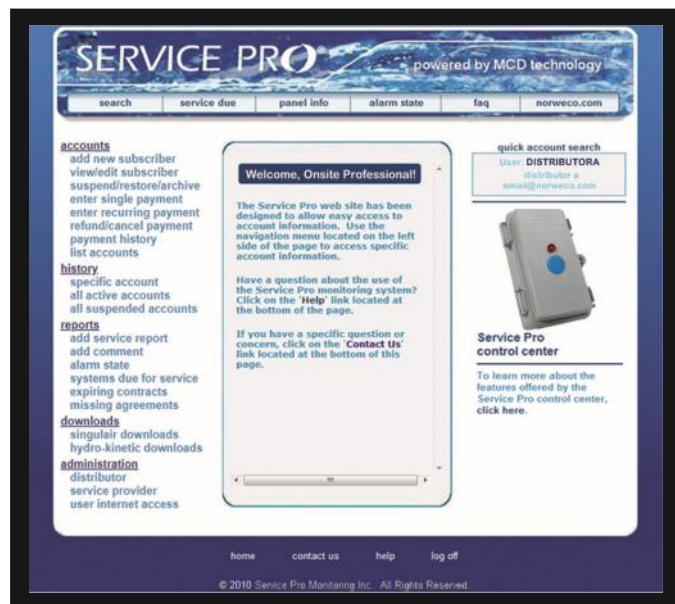 SERVICE PRO®
powered by MCD technology
search service due panel info alarm state faq norweco.com
accounts
add new subscriber
view/edit subscriber
suspend/restore/archive
enter single payment
enter recurring payment
refund/cancel payment
payment history
list accounts
history
specific account
all active accounts
all suspended accounts
reports
add service report
add comment
alarm state
systems due for service
expiring contracts
missing agreements
downloads
singulair downloads
hydro-kinetic downloads
administration
distributor
service provider
user internet access
Welcome, Onsite Professional!
The Service Pro web site has been
designed to allow easy access to
account information. Use the
navigation menu located on the left
side of the page to access specific
account information.
Have a question about the use of
the Service Pro monitoring system?
Click on the 'Help' link located at
the bottom of the page.
If you have a specific question or
concern, click on the 'Contact Us'
link located at the bottom of this
page.
quick account search
User: DISTRIBUTORA
distributor a
email@norweco.com
Service Pro
control center
To learn more about the
features offered by the
Service Pro control center,
click here.
home contact us help log off
© 2010 Service Pro Monitoring Inc. All Rights Reserved.